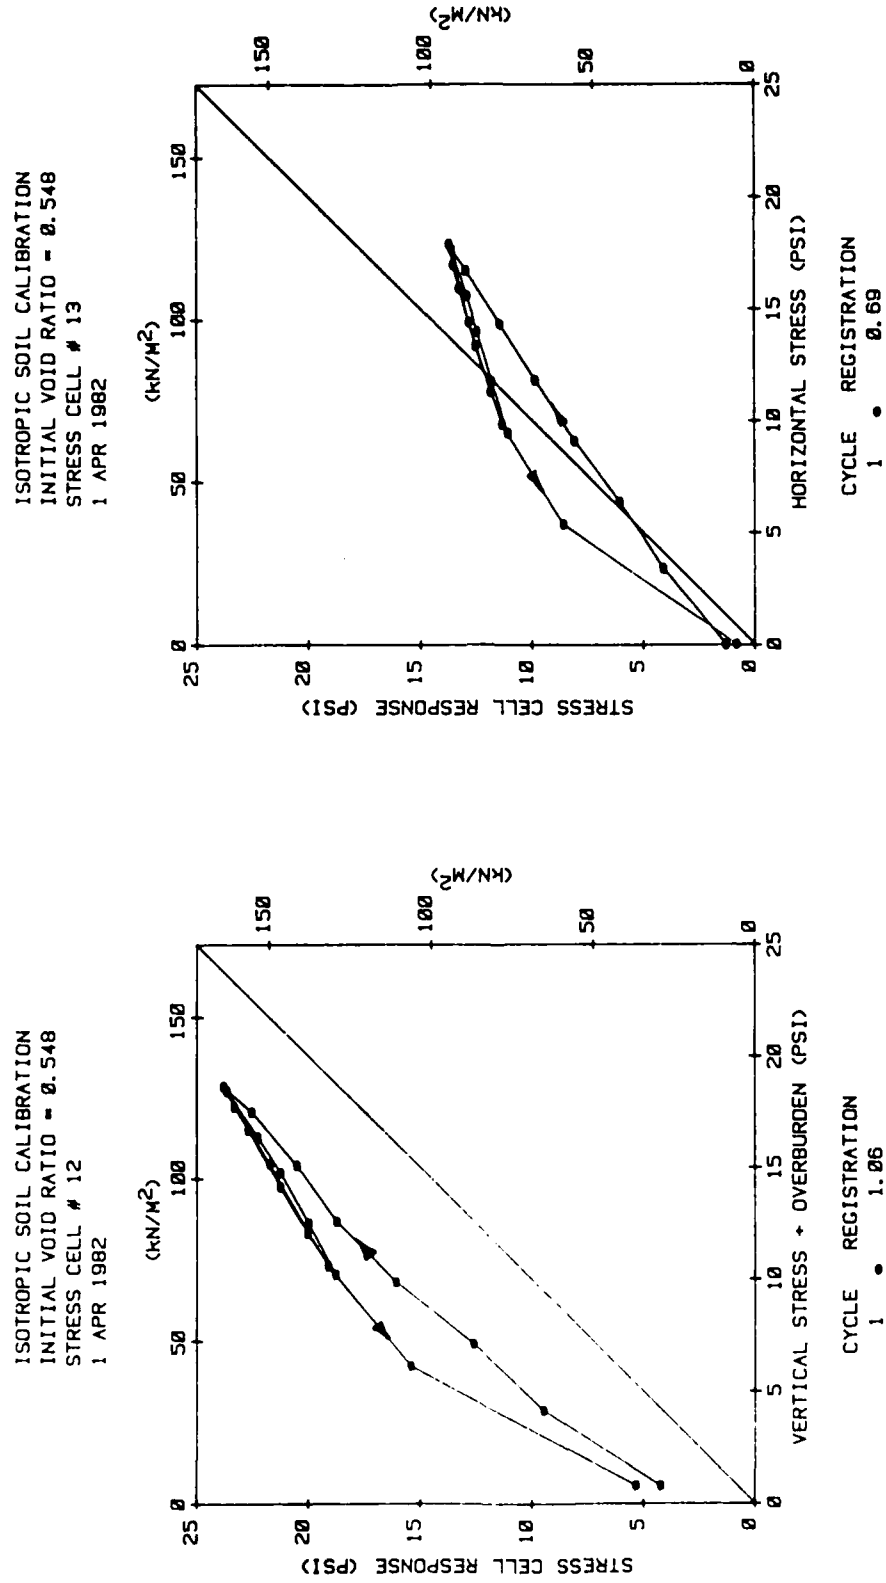 ISOTROPIC SOIL CALIBRATION
INITIAL VOID RATIO = 0.548
STRESS CELL # 12
1 APR 1982
(kN/M²)
0 50 100 150
25
20
15
10
5
0
STRESS CELL RESPONSE (PSI)
150
100
50
0
(kN/M²)
0 5 10 15 20 25
VERTICAL STRESS + OVERBURDEN (PSI)
CYCLE REGISTRATION
1 • 1.06
ISOTROPIC SOIL CALIBRATION
INITIAL VOID RATIO = 0.548
STRESS CELL # 13
1 APR 1982
(kN/M²)
0 50 100 150
25
20
15
10
5
0
STRESS CELL RESPONSE (PSI)
150
100
50
0
(kN/M²)
0 5 10 15 20 25
HORIZONTAL STRESS (PSI)
CYCLE REGISTRATION
1 • 0.69